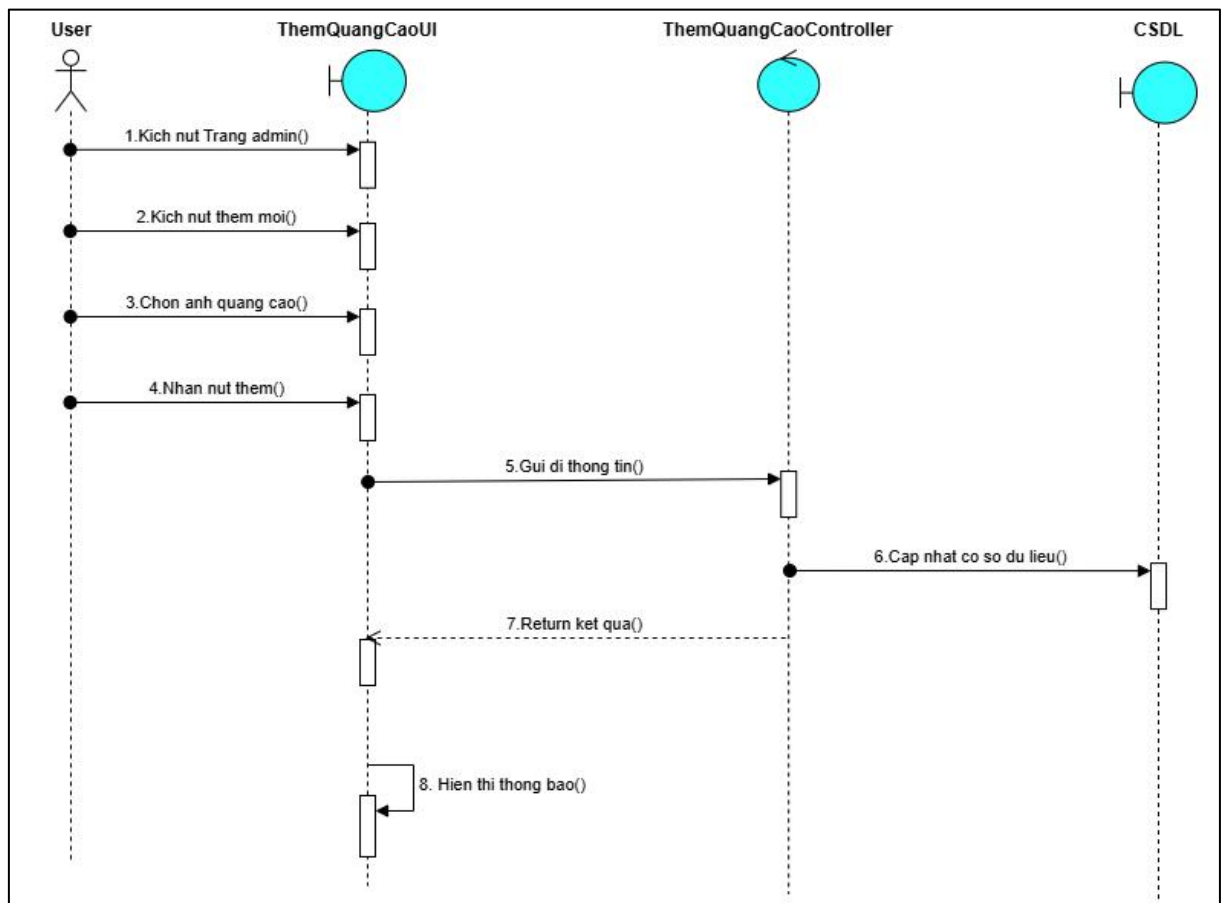 User
ThemQuangCaoUI
ThemQuangCaoController
CSDL
1.Kich nut Trang admin()
2.Kich nut them moi()
3.Chon anh quang cao()
4.Nhan nut them()
5.Gui di thong tin()
6.Cap nhat co so du lieu()
7.Return ket qua()
8. Hien thi thong bao()